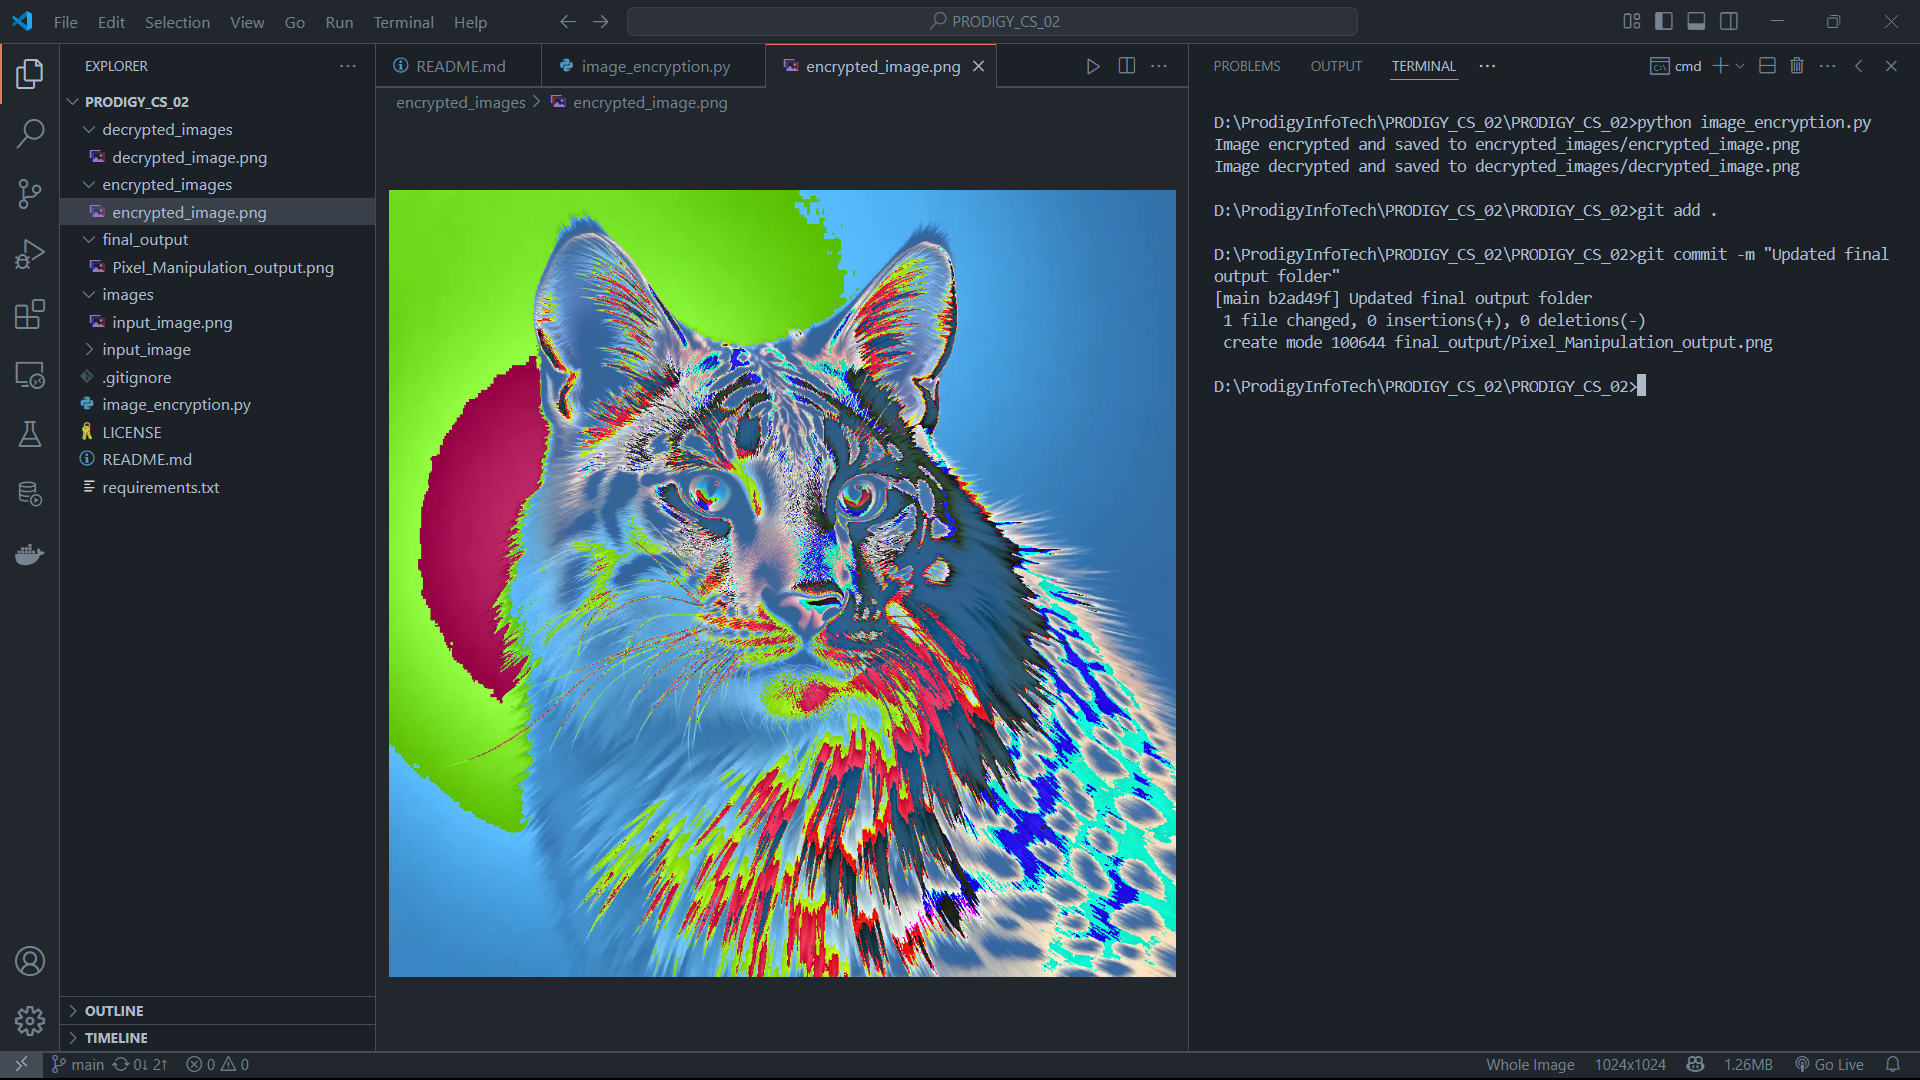 File Edit Selection View Go Run Terminal Help
PRODIGY_CS_02
EXPLORER
PRODIGY_CS_02
decrypted_images
decrypted_image.png
encrypted_images
encrypted_image.png
final_output
Pixel_Manipulation_output.png
images
input_image.png
input_image
.gitignore
image_encryption.py
LICENSE
README.md
requirements.txt
OUTLINE
TIMELINE
README.md
image_encryption.py
encrypted_image.png
encrypted_images > encrypted_image.png
PROBLEMS OUTPUT TERMINAL
cmd
D:\ProdigyInfoTech\PRODIGY_CS_02\PRODIGY_CS_02>python image_encryption.py
Image encrypted and saved to encrypted_images/encrypted_image.png
Image decrypted and saved to decrypted_images/decrypted_image.png
D:\ProdigyInfoTech\PRODIGY_CS_02\PRODIGY_CS_02>git add .
D:\ProdigyInfoTech\PRODIGY_CS_02\PRODIGY_CS_02>git commit -m "Updated final
output folder"
[main b2ad49f] Updated final output folder
1 file changed, 0 insertions(+), 0 deletions(-)
create mode 100644 final_output/Pixel_Manipulation_output.png
D:\ProdigyInfoTech\PRODIGY_CS_02\PRODIGY_CS_02>
main 0↓ 2↑ 0 0
Whole Image 1024x1024 1.26MB Go Live